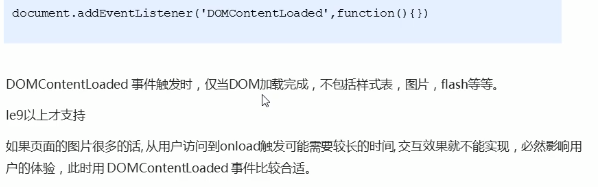 document.addEventListener('DOMContentLoaded',function(){})
DOMContentLoaded 事件触发时，仅当DOM加载完成，不包括样式表，图片，flash等等。
Ie9以上才支持
如果页面的图片很多的话, 从用户访问到onload触发可能需要较长的时间, 交互效果就不能实现，必然影响用
户的体验，此时用 DOMContentLoaded 事件比较合适。